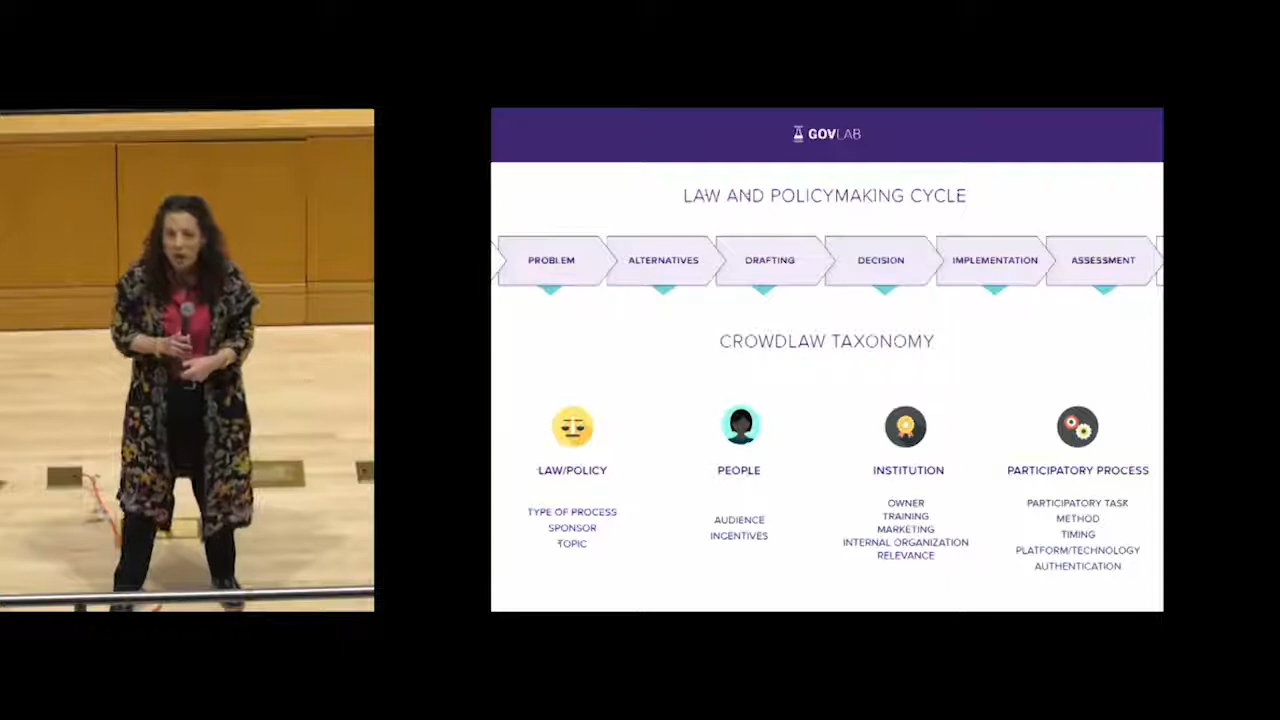 GOVLAB
LAW AND POLICYMAKING CYCLE
PROBLEM
ALTERNATIVES
DRAFTING
DECISION
IMPLEMENTATION
ASSESSMENT
CROWDLAW TAXONOMY
LAW/POLICY
PEOPLE
INSTITUTION
PARTICIPATORY PROCESS
TYPE OF PROCESS
SPONSOR
TOPIC
AUDIENCE
INCENTIVES
OWNER
TRAINING
MARKETING
INTERNAL ORGANIZATION
RELEVANCE
PARTICIPATORY TASK
METHOD
TIMING
PLATFORM/TECHNOLOGY
AUTHENTICATION